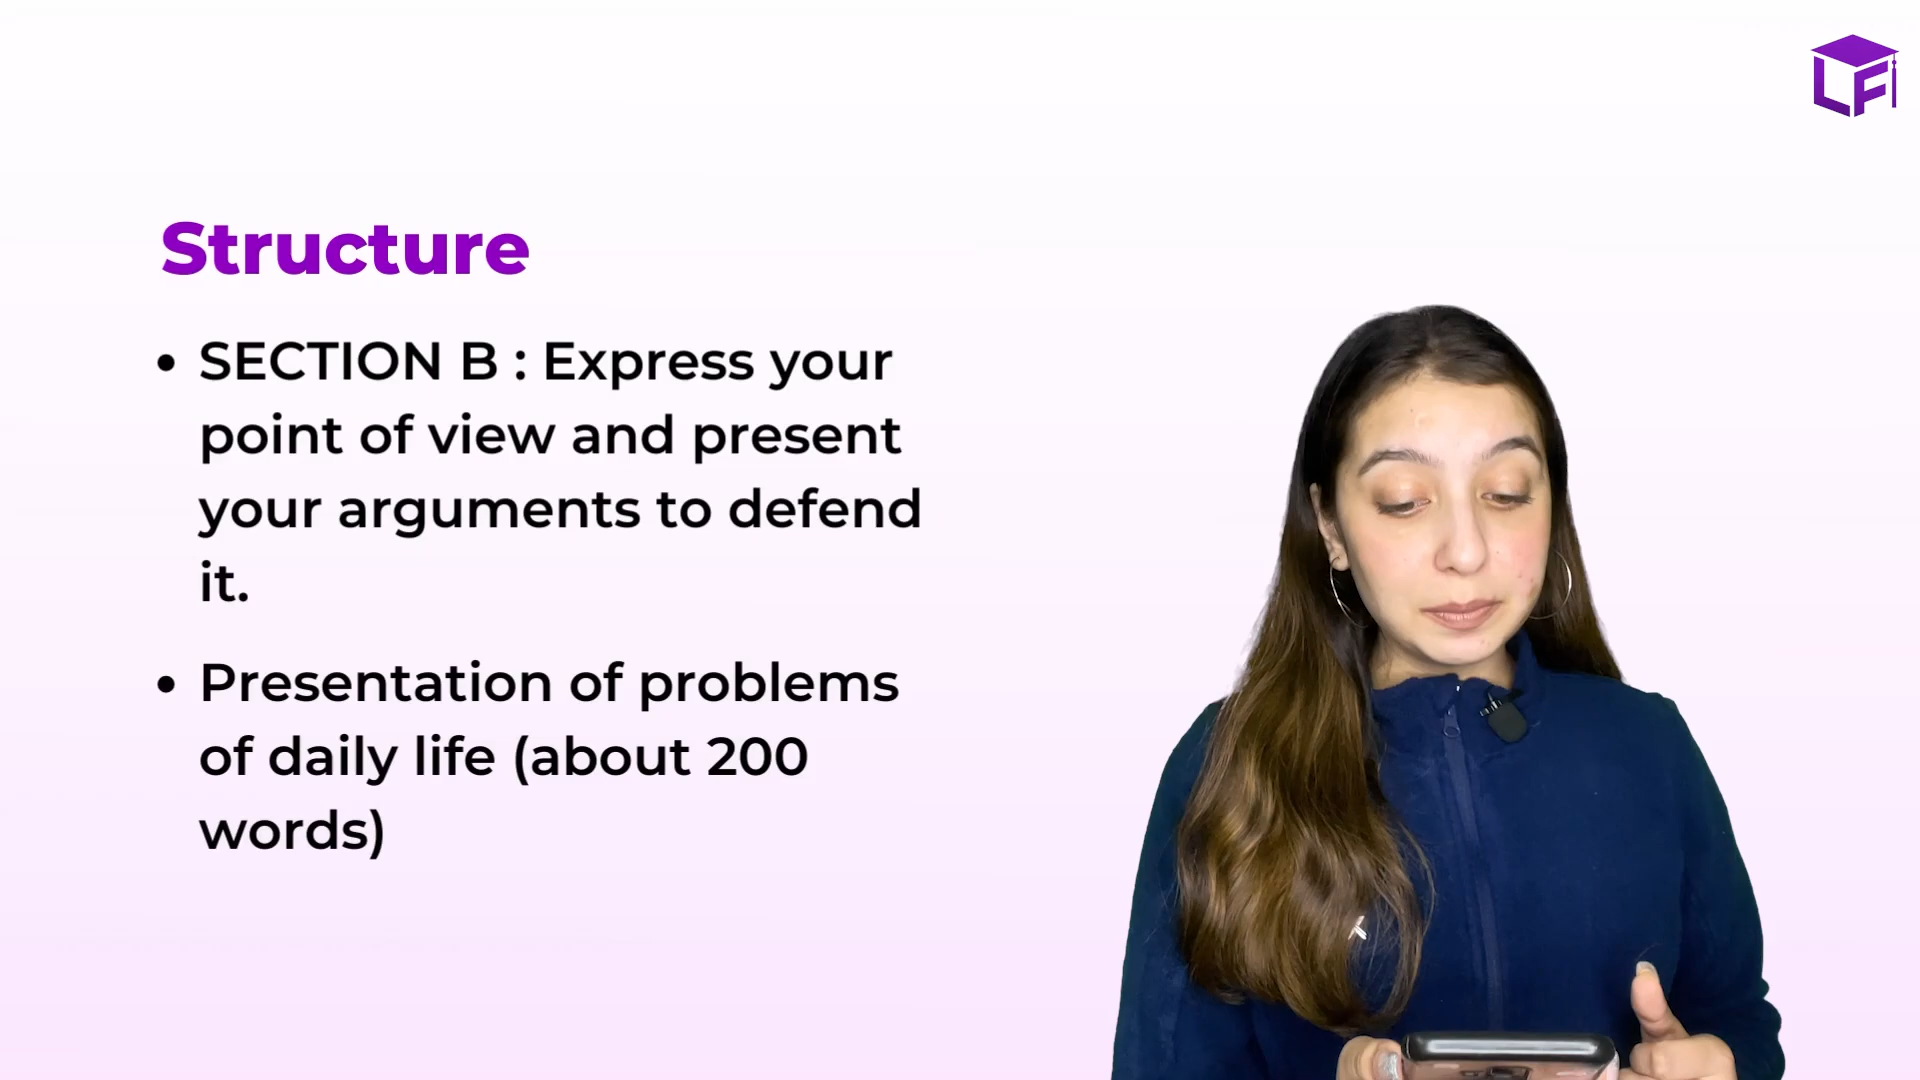 LF
Structure
• SECTION B : Express your
point of view and present
your arguments to defend
it.
• Presentation of problems
of daily life (about 200
words)